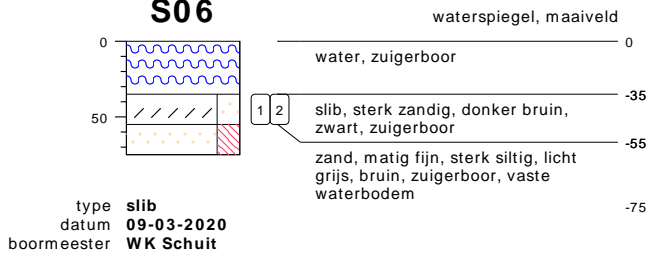 S06
waterspiegel, maaiveld
0
0
water, zuigerboor
-35
1 2
slib, sterk zandig, donker bruin,
zwart, zuigerboor
50
-55
zand, matig fijn, sterk siltig, licht
grijs, bruin, zuigerboor, vaste
waterbodem
-75
type slib
datum 09-03-2020
boormeester WK Schuit